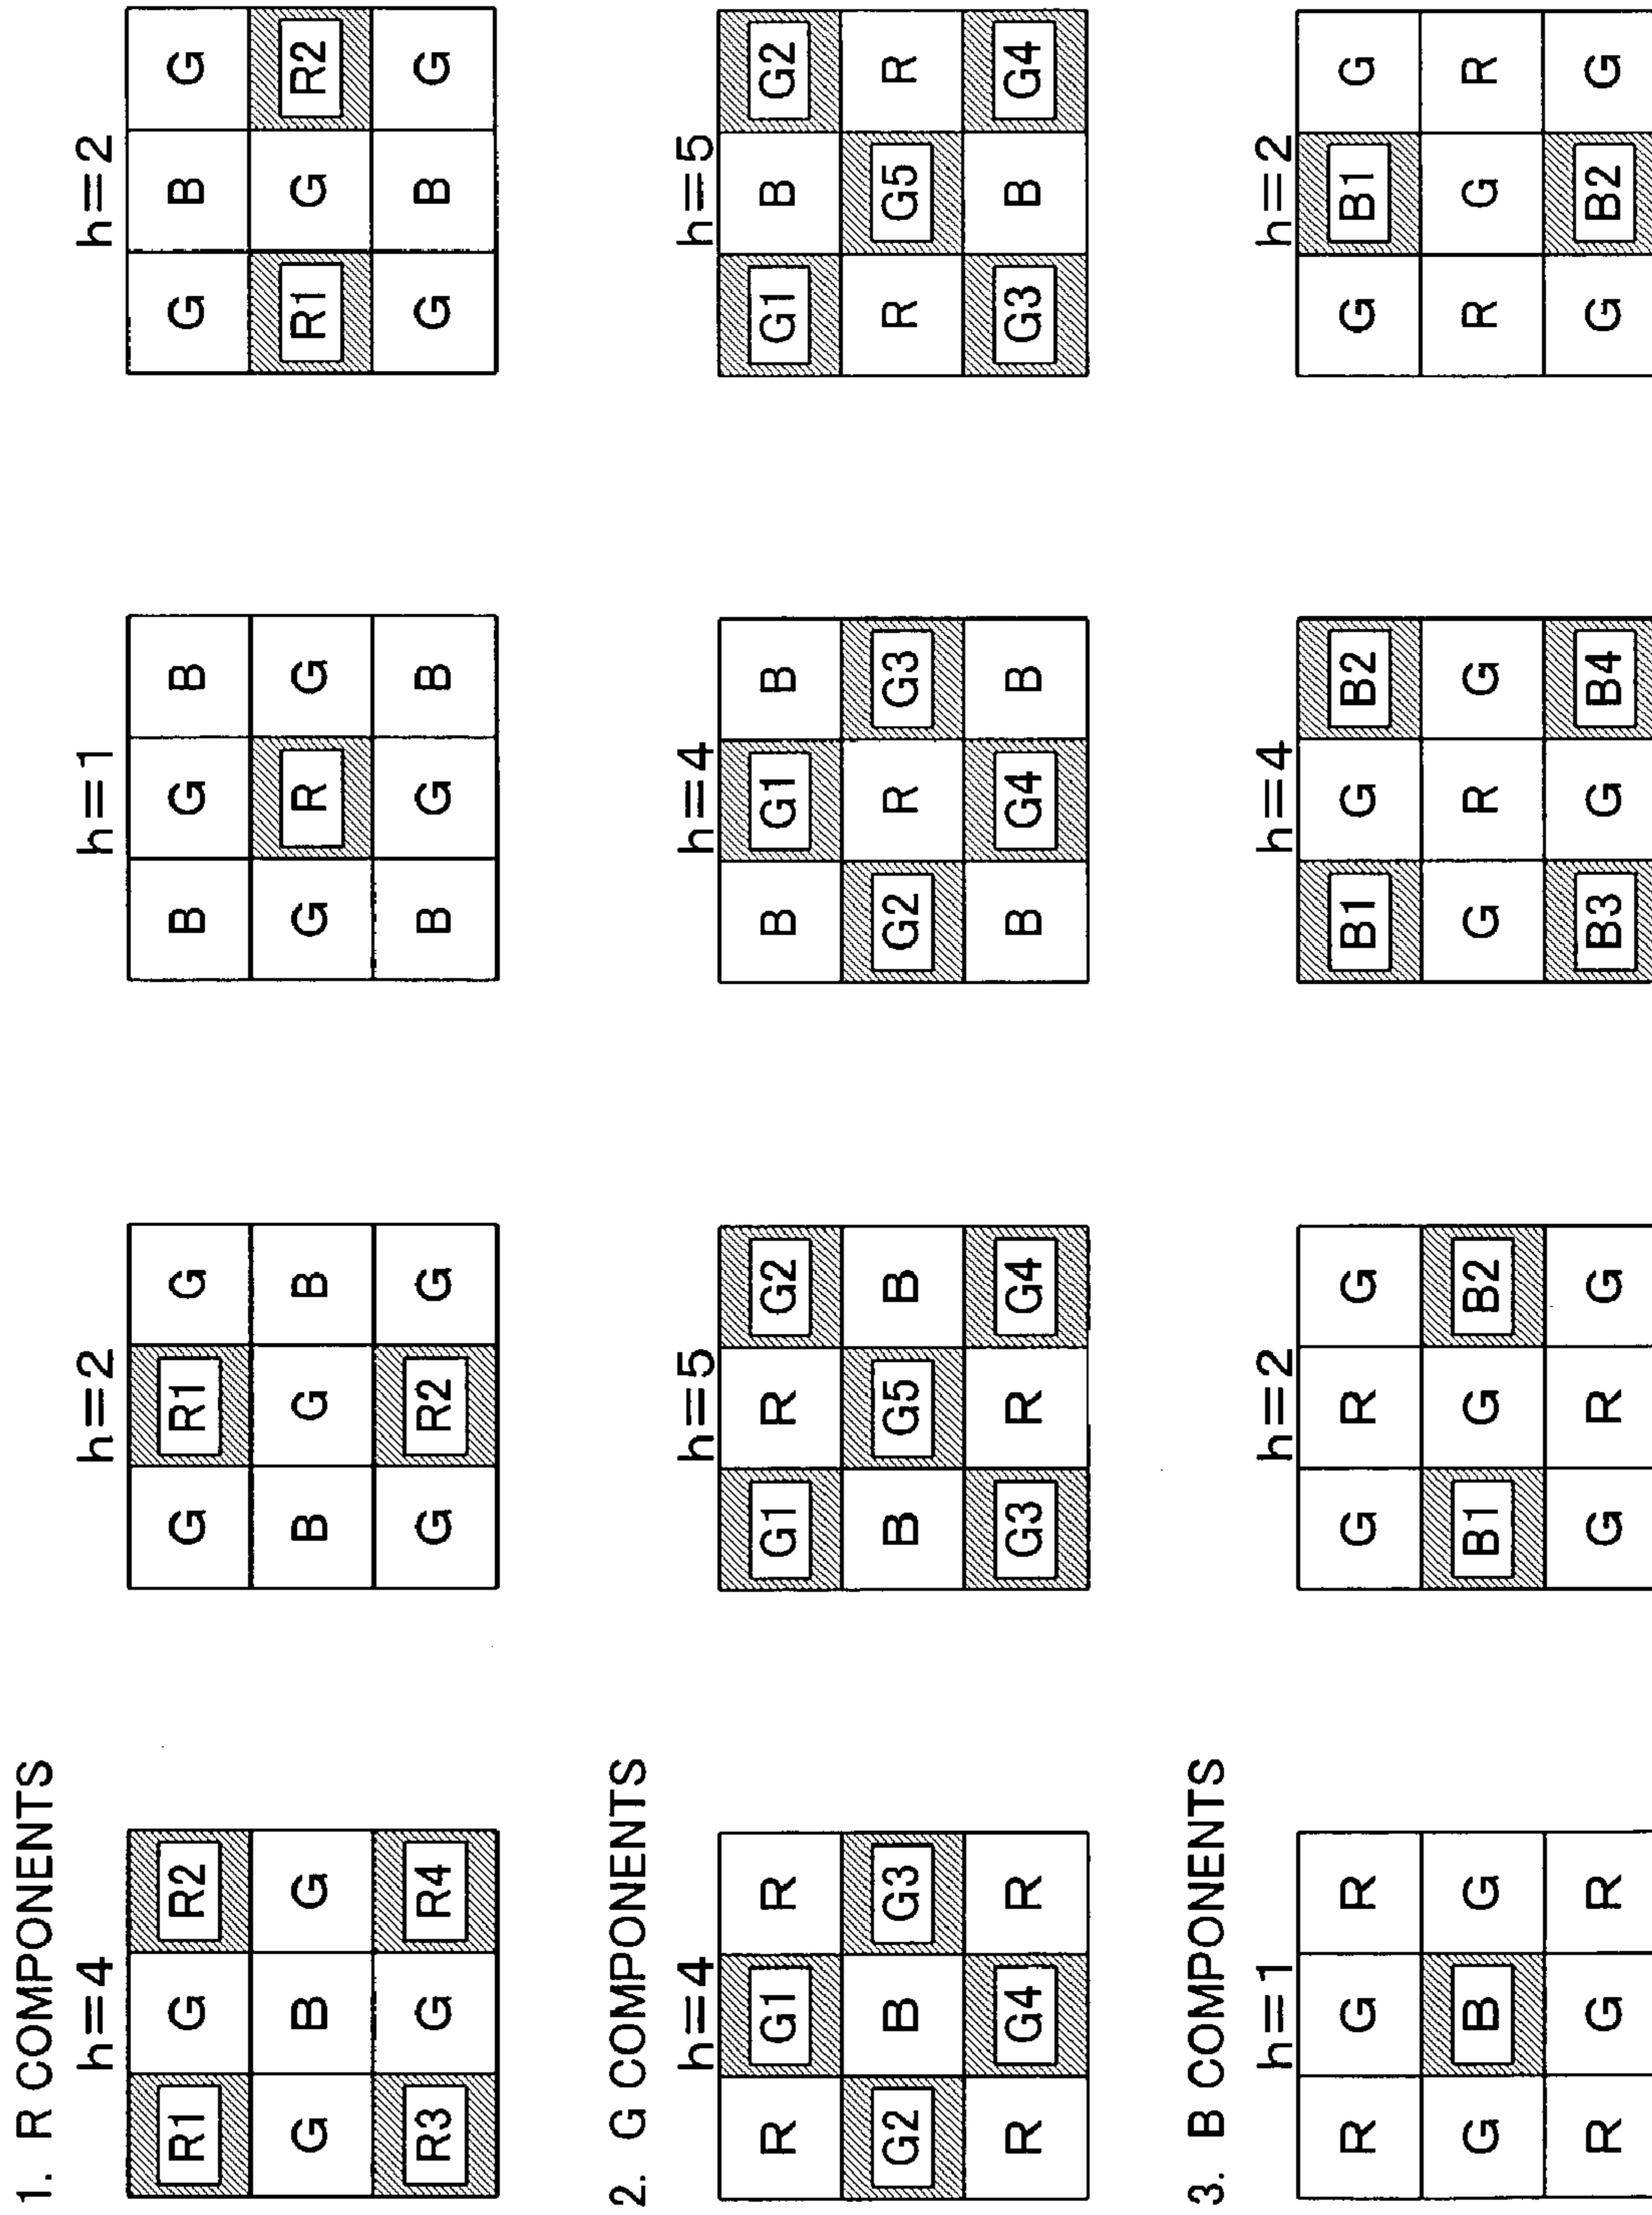 1. R COMPONENTS
h=4 h=2 h=1 h=2
R1 G R2 G R1 G B G B G B G
G B G B G B G R G R1 G R2
R3 G R4 G R2 G B G B G B G
2. G COMPONENTS
h=4 h=5 h=4 h=5
R G1 R G1 R G2 B G1 B G1 B G2
G2 B G3 B G5 B G2 R G3 R G5 R
R G4 R G3 R G4 B G4 B G3 B G4
3. B COMPONENTS
h=1 h=2 h=4 h=2
R G R G R G B1 G B2 G B1 G
G B G B1 G B2 G R G R G R
R G R G R G B3 G B4 G B2 G